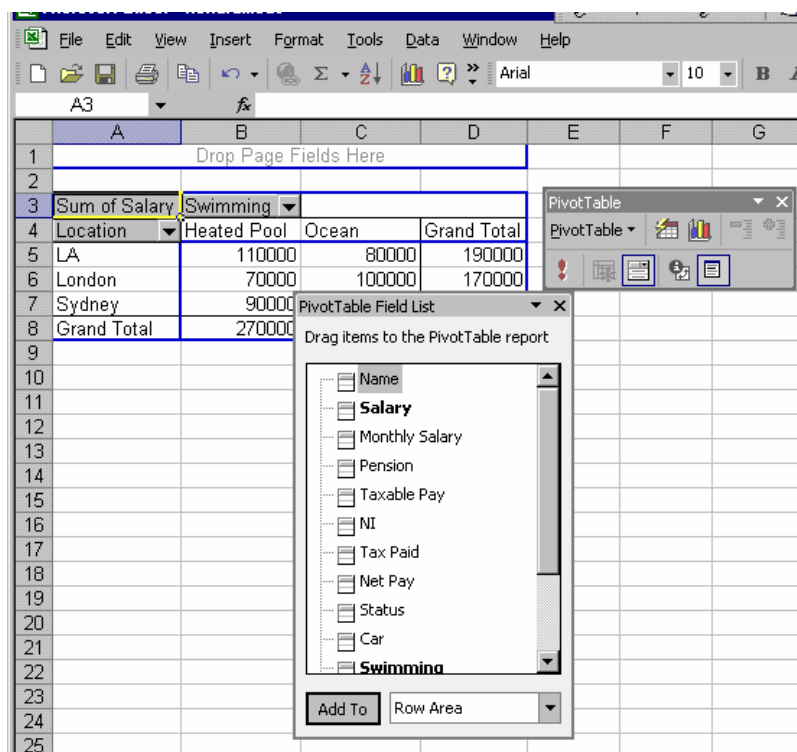 File Edit View Insert Format Tools Data Window Help
Σ Arial 10 B
A3 fx
A B C D E F G
1 Drop Page Fields Here
2
3 Sum of Salary Swimming
4 Location Heated Pool Ocean Grand Total
5 LA 110000 80000 190000
6 London 70000 100000 170000
7 Sydney 90000
8 Grand Total 270000
9
10
11
12
13
14
15
16
17
18
19
20
21
22
23
24
25
PivotTable
PivotTable
PivotTable Field List
Drag items to the PivotTable report
Name
Salary
Monthly Salary
Pension
Taxable Pay
NI
Tax Paid
Net Pay
Status
Car
Swimming
Add To Row Area